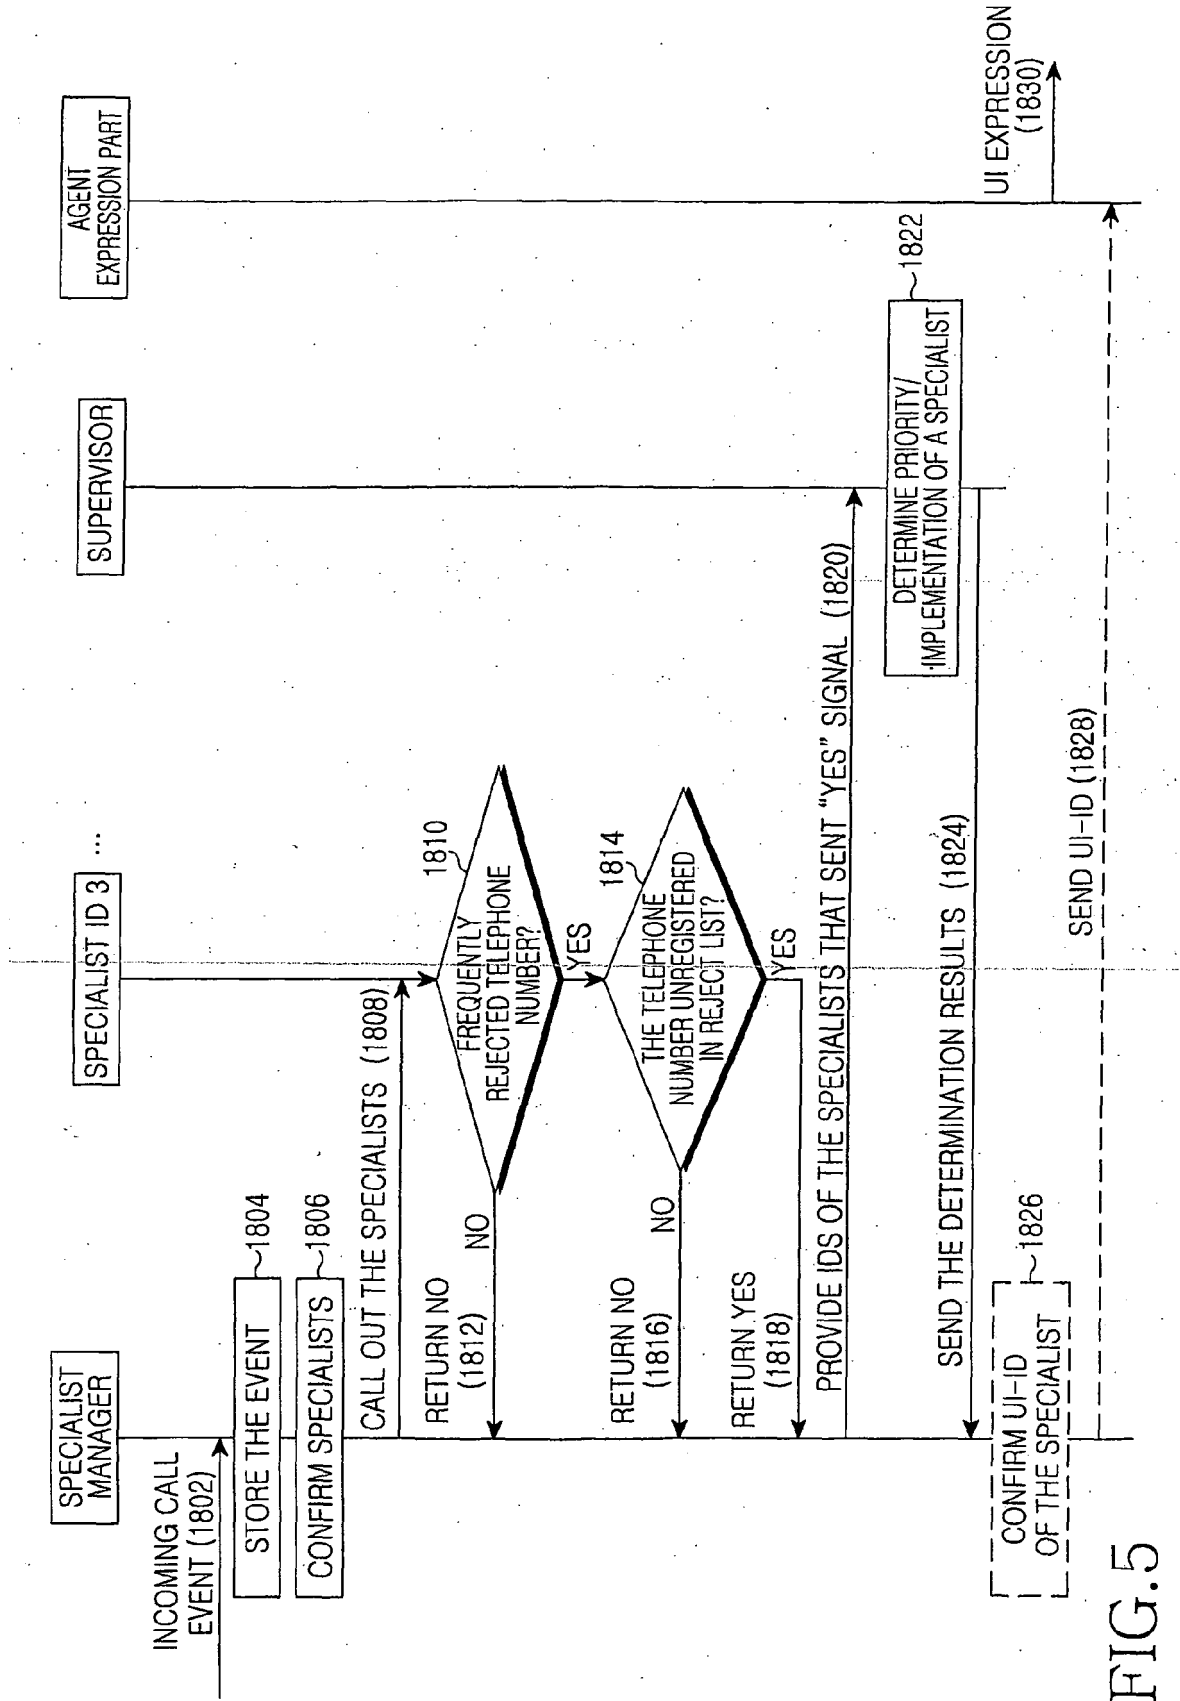 SPECIALIST
MANAGER
SPECIALIST ID 3 ...
SUPERVISOR
AGENT
EXPRESSION PART
INCOMING CALL
EVENT (1802)
STORE THE EVENT
1804
CONFIRM SPECIALISTS
1806
CALL OUT THE SPECIALISTS (1808)
FREQUENTLY
REJECTED TELEPHONE
NUMBER?
1810
NO
RETURN NO
(1812)
YES
THE TELEPHONE
NUMBER UNREGISTERED
IN REJECT LIST?
1814
NO
RETURN NO
(1816)
YES
RETURN YES
(1818)
PROVIDE IDS OF THE SPECIALISTS THAT SENT “YES” SIGNAL (1820)
DETERMINE PRIORITY/
IMPLEMENTATION OF A SPECIALIST
1822
SEND THE DETERMINATION RESULTS (1824)
CONFIRM UI-ID
OF THE SPECIALIST
1826
SEND UI-ID (1828)
UI EXPRESSION
(1830)
FIG.5